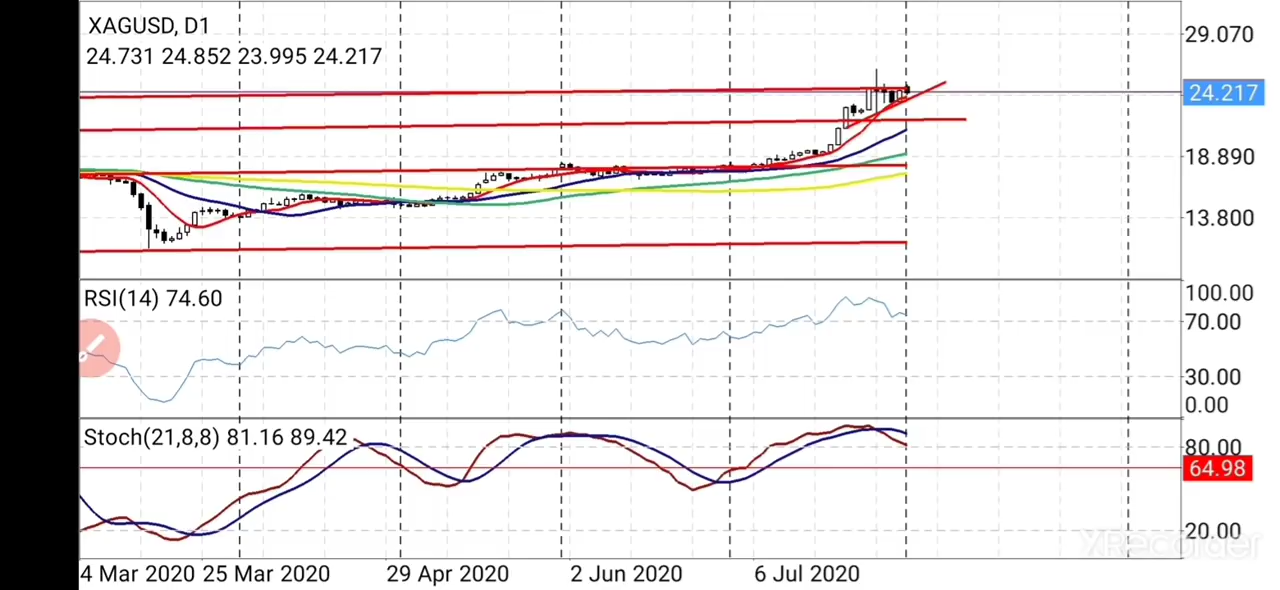 XAGUSD, D1
24.731 24.852 23.995 24.217
29.070
24.217
18.890
13.800
RSI(14) 74.60
100.00
70.00
30.00
0.00
Stoch(21,8,8) 81.16 89.42
80.00
64.98
20.00
XRecorder
4 Mar 2020 25 Mar 2020 29 Apr 2020 2 Jun 2020 6 Jul 2020